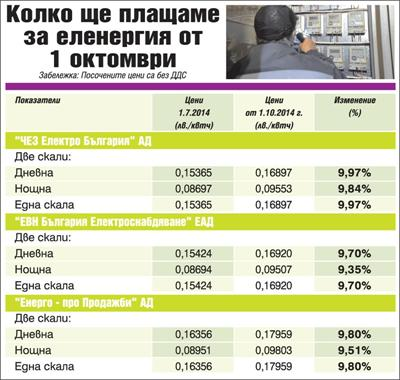 Колко ще плащаме
за еленергия от
1 октомври
Забележка: Посочените цени са без ДДС
Показатели Цени Цени Изменение
1.7.2014 от 1.10.2014 г. (%)
(лв./квтч) (лв./квтч)
"ЧЕЗ Електро България" АД
Две скали:
Дневна 0,15365 0,16897 9,97%
Нощна 0,08697 0,09553 9,84%
Една скала 0,15365 0,16897 9,97%
"ЕВН България Електроснабдяване" ЕАД
Две скали:
Дневна 0,15424 0,16920 9,70%
Нощна 0,08694 0,09507 9,35%
Една скала 0,15424 0,16920 9,70%
"Енерго - про Продажби" АД
Две скали:
Дневна 0,16356 0,17959 9,80%
Нощна 0,08951 0,09803 9,51%
Една скала 0,16356 0,17959 9,80%